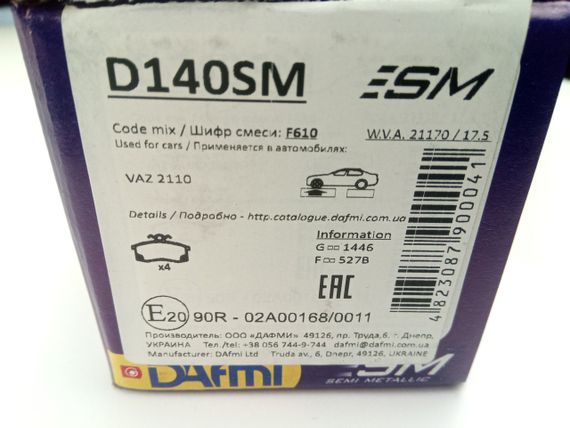 D140SM
SM
Code mix / Шифр смеси: F610
W.V.A. 21170 / 17.5
Used for cars / Применяется в автомобилях:
VAZ 2110
Details / Подробно - http.catalogue.dafmi.com.ua
Information
G 1446
F 527B
x4
EAC
4823087900041
E20 90R - 02A00168/0011
Производитель: ООО «ДАФМИ» 49126, пр. Труда,6, г. Днепр,
УКРАИНА Тел./tel.: +38 056 744-9-744 dafmi@dafmi.com.ua
Manufacturer: DAfmi Ltd Truda av., 6, Dnepr, 49126, UKRAINE
DAfmi
SM
SEMI METALLIC